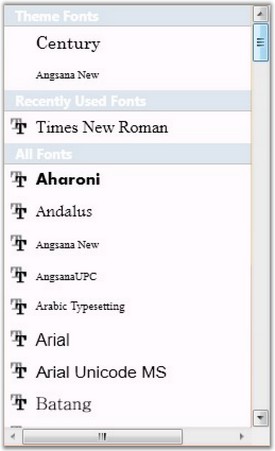 Theme Fonts
Century
Angsana New
Recently Used Fonts
Times New Roman
All Fonts
Aharoni
Andalus
Angsana New
AngsanaUPC
Arabic Typesetting
Arial
Arial Unicode MS
Batang